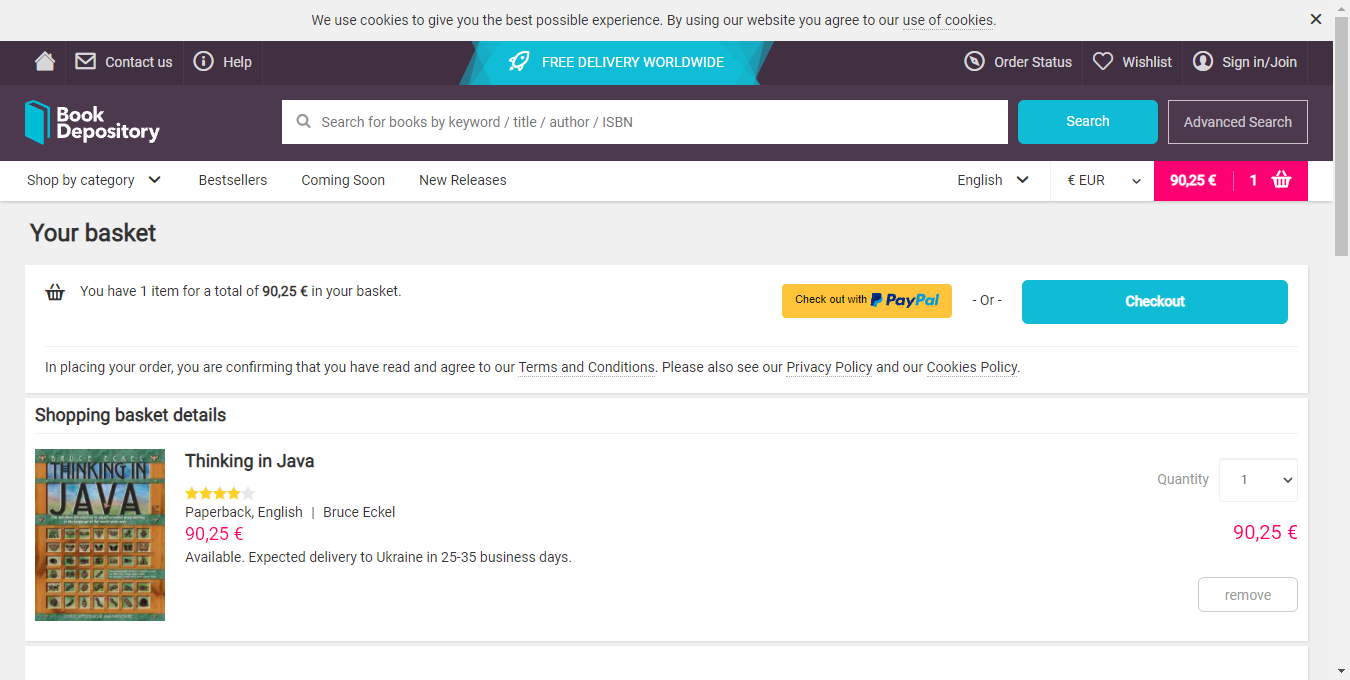 We use cookies to give you the best possible experience. By using our website you agree to our use of cookies.
Contact us
Help
FREE DELIVERY WORLDWIDE
Order Status
Wishlist
Sign in/Join
Book Depository
Search for books by keyword / title / author / ISBN
Search
Advanced Search
Shop by category
Bestsellers
Coming Soon
New Releases
English
€ EUR
90,25 €
1
Your basket
You have 1 item for a total of 90,25 € in your basket.
Check out with PayPal
- Or -
Checkout
In placing your order, you are confirming that you have read and agree to our Terms and Conditions. Please also see our Privacy Policy and our Cookies Policy.
Shopping basket details
BRUCE ECKEL
THINKING IN
JAVA
Thinking in Java
Paperback, English | Bruce Eckel
90,25 €
Available. Expected delivery to Ukraine in 25-35 business days.
Quantity
1
90,25 €
remove